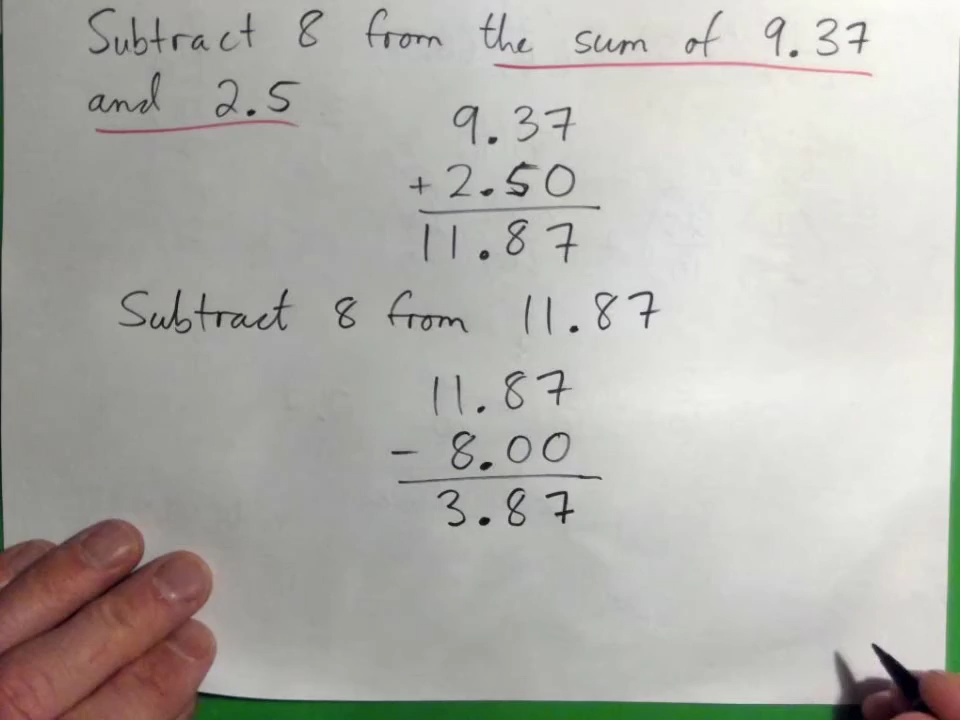 Subtract 8 from the sum of 9.37
and 2.5
9.37
+ 2.50
11.87
Subtract 8 from 11.87
11.87
- 8.00
3.87